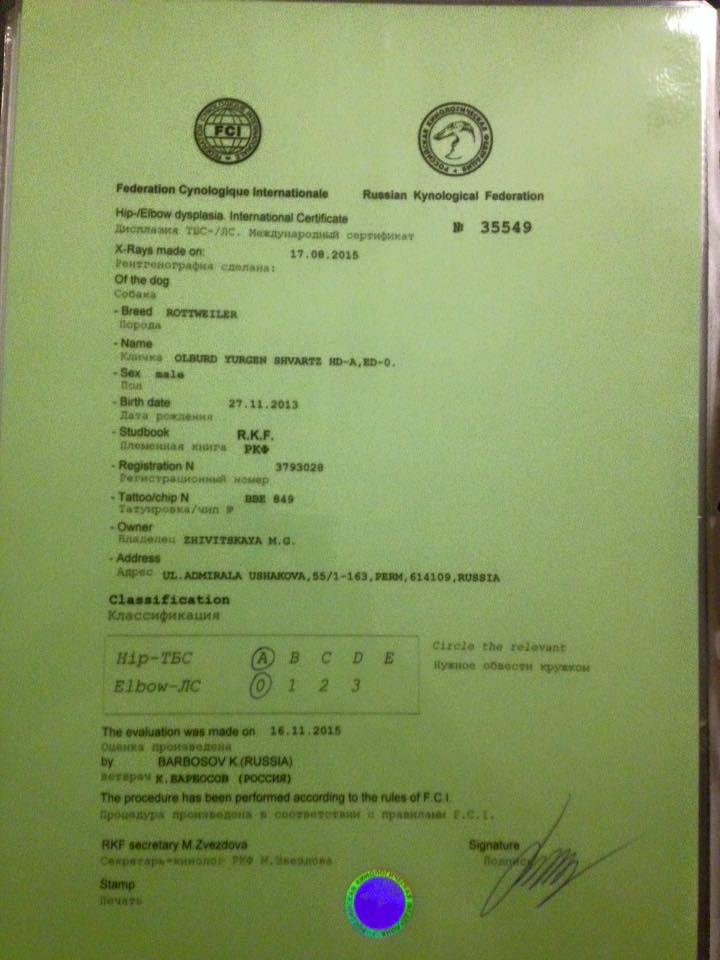 FCI
РОССИЙСКАЯ КИНОЛОГИЧЕСКАЯ ФЕДЕРАЦИЯ
Federation Cynologique Internationale
Russian Kynological Federation
Hip-/Elbow dysplasia. International Certificate
Дисплазия ТБС-/ЛС. Международный сертификат
№ 35549
X-Rays made on: 17.08.2015
Рентгенография сделана:
Of the dog
Собака
- Breed ROTTWEILER
Порода
- Name
Кличка OLBURD YURGEN SHVARTZ HD-A,ED-0.
- Sex male
Пол
- Birth date 27.11.2013
Дата рождения
- Studbook R.K.F.
Племенная книга РКФ
- Registration N 3793028
Регистрационный номер
- Tattoo/chip N BBE 849
Татуировка/чип №
- Owner
Владелец ZHIVITSKAYA M.G.
- Address
Адрес UL.ADMIRALA USHAKOVA,55/1-163,PERM,614109,RUSSIA
Classification
Классификация
Hip-ТБС A B C D E
Elbow-ЛС 0 1 2 3
Circle the relevant
Нужное обвести кружком
The evaluation was made on 16.11.2015
Оценка произведена
by BARBOSOV K.(RUSSIA)
ветврач К.БАРБОСОВ (РОССИЯ)
The procedure has been performed according to the rules of F.C.I.
Процедура произведена в соответствии с правилами F.C.I.
RKF secretary M.Zvezdova
Секретарь-кинолог РКФ М.Звездова
Signature
Подпись
Stamp
Печать